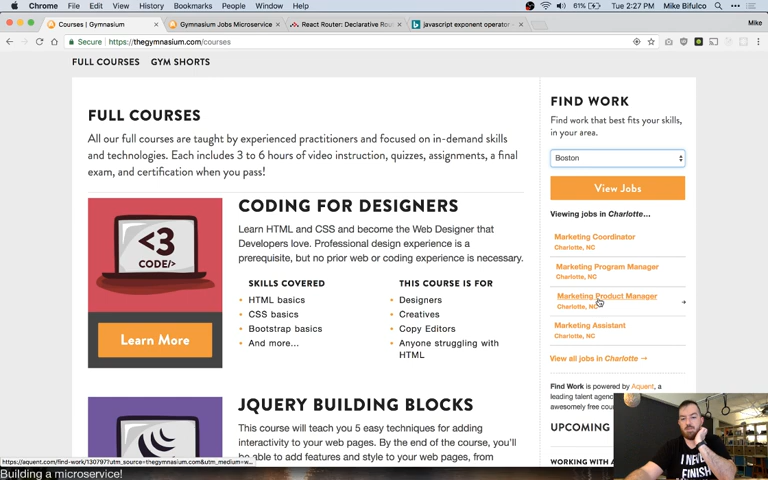 Chrome File Edit View History Bookmarks People Window Help
61% Tue 2:27 PM Mike Bifulco
Courses | Gymnasium
Gymnasium Jobs Microservice
React Router: Declarative Rou
javascript exponent operator
Mike
Secure https://thegymnasium.com/courses
FULL COURSES GYM SHORTS
FULL COURSES
All our full courses are taught by experienced practitioners and focused on in-demand skills
and technologies. Each includes 3 to 6 hours of video instruction, quizzes, assignments, a final
exam, and certification when you pass!
<3
CODE/>
Learn More
CODING FOR DESIGNERS
Learn HTML and CSS and become the Web Designer that
Developers love. Professional design experience is a
prerequisite, but no prior web or coding experience is necessary.
SKILLS COVERED
• HTML basics
• CSS basics
• Bootstrap basics
• And more...
THIS COURSE IS FOR
• Designers
• Creatives
• Copy Editors
• Anyone struggling with
HTML
JQUERY BUILDING BLOCKS
This course will teach you 5 easy techniques for adding
interactivity to your web pages. By the end of the course, you'll
be able to add features and style to your web pages, from
FIND WORK
Find work that best fits your skills,
in your area.
Boston
View Jobs
Viewing jobs in Charlotte...
Marketing Coordinator
Charlotte, NC
Marketing Program Manager
Charlotte, NC
Marketing Product Manager
Charlotte, NC
Marketing Assistant
Charlotte, NC
View all jobs in Charlotte →
Find Work is powered by Aquent, a
leading talent agen
awesomely free cou
UPCOMING
WORKING WITH A
https://aquent.com/find-work/130797?utm_source=thegymnasium.com&utm_medium=w...
Building a microservice!
I NEVER
FINISH